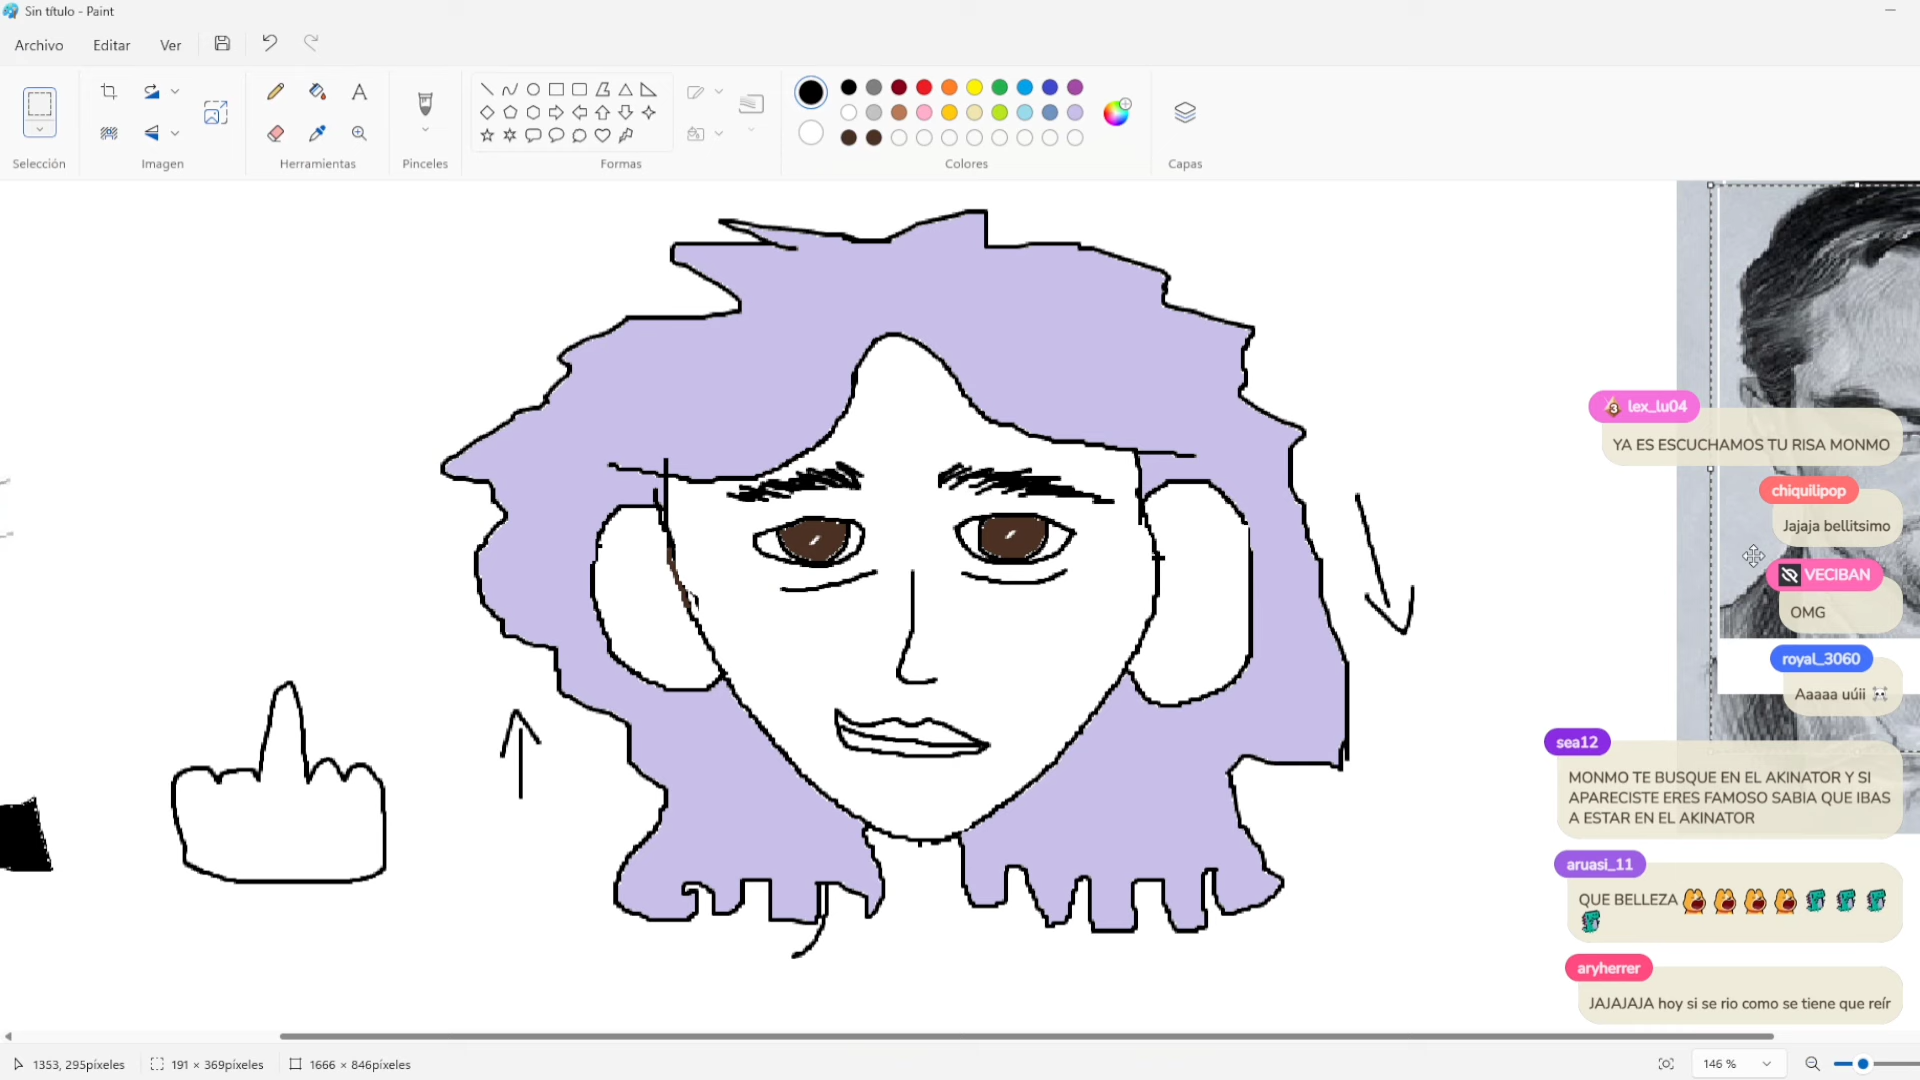 Sin título - Paint
Archivo Editar Ver
A
Selección Imagen Herramientas Pinceles Formas Colores Capas
3 lex_lu04
YA ES ESCUCHAMOS TU RISA MONMO
chiquilipop
Jajaja bellitsimo
VECIBAN
OMG
royal_3060
Aaaaa uúii ☠️
sea12
MONMO TE BUSQUE EN EL AKINATOR Y SI
APARECISTE ERES FAMOSO SABIA QUE IBAS
A ESTAR EN EL AKINATOR
aruasi_11
QUE BELLEZA
aryherrer
JAJAJAJA hoy si se rio como se tiene que reír
1353, 295píxeles 191 × 369píxeles 1666 × 846píxeles 146 %